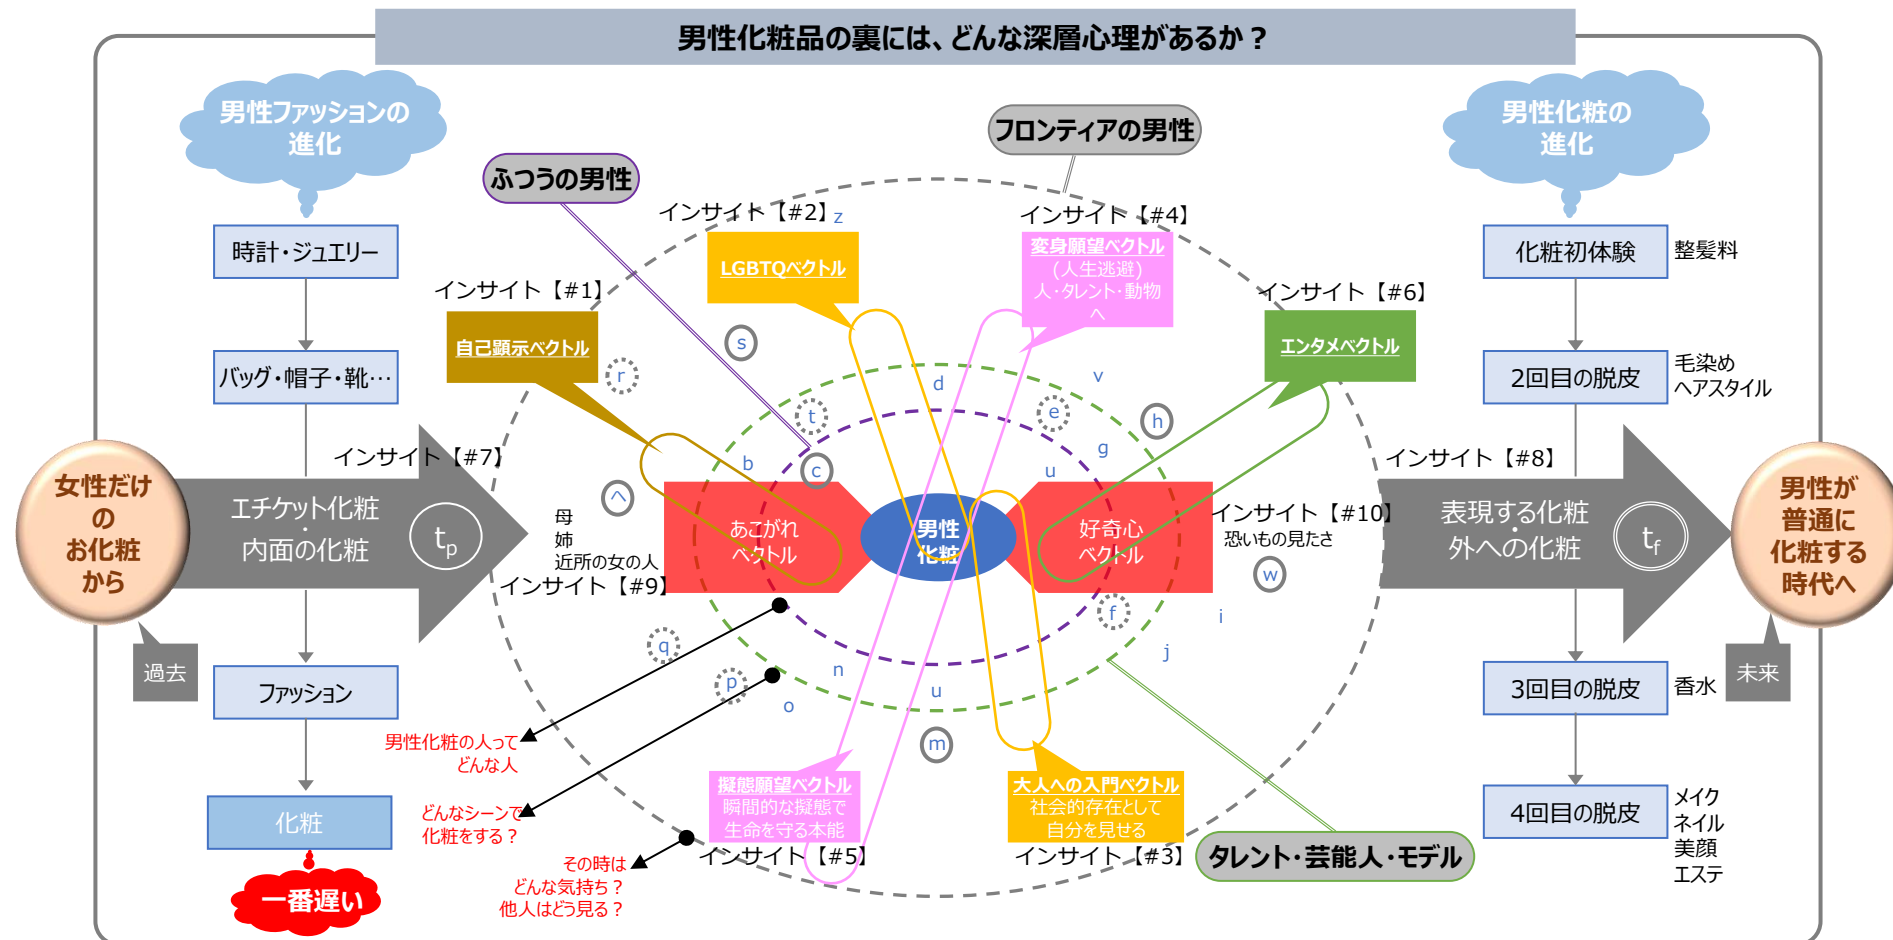 男性化粧品の裏には、どんな深層心理があるか？
男性ファッションの
進化
時計・ジュエリー
バッグ・帽子・靴…
ファッション
化粧
一番遅い
女性だけ
の
お化粧
から
過去
インサイト【#7】
エチケット化粧
・
内面の化粧
tp
ふつうの男性
フロンティアの男性
インサイト【#1】
自己顕示ベクトル
インサイト【#2】
LGBTQベクトル
インサイト【#4】
変身願望ベクトル
(人生逃避)
人・タレント・動物
へ
インサイト【#6】
エンタメベクトル
z
s
r
t
d
v
e
h
b
c
u
g
へ
母
姉
近所の女の人
インサイト【#9】
あこがれ
ベクトル
男性
化粧
好奇心
ベクトル
インサイト【#10】
恐いもの見たさ
w
f
i
j
q
p
n
o
u
m
男性化粧の人って
どんな人
どんなシーンで
化粧をする？
その時は
どんな気持ち？
他人はどう見る？
擬態願望ベクトル
瞬間的な擬態で
生命を守る本能
インサイト【#5】
大人への入門ベクトル
社会的存在として
自分を見せる
インサイト【#3】
タレント・芸能人・モデル
男性化粧の
進化
化粧初体験
整髪料
2回目の脱皮
毛染め
ヘアスタイル
インサイト【#8】
表現する化粧
・
外への化粧
tf
3回目の脱皮
香水
4回目の脱皮
メイク
ネイル
美顔
エステ
男性が
普通に
化粧する
時代へ
未来